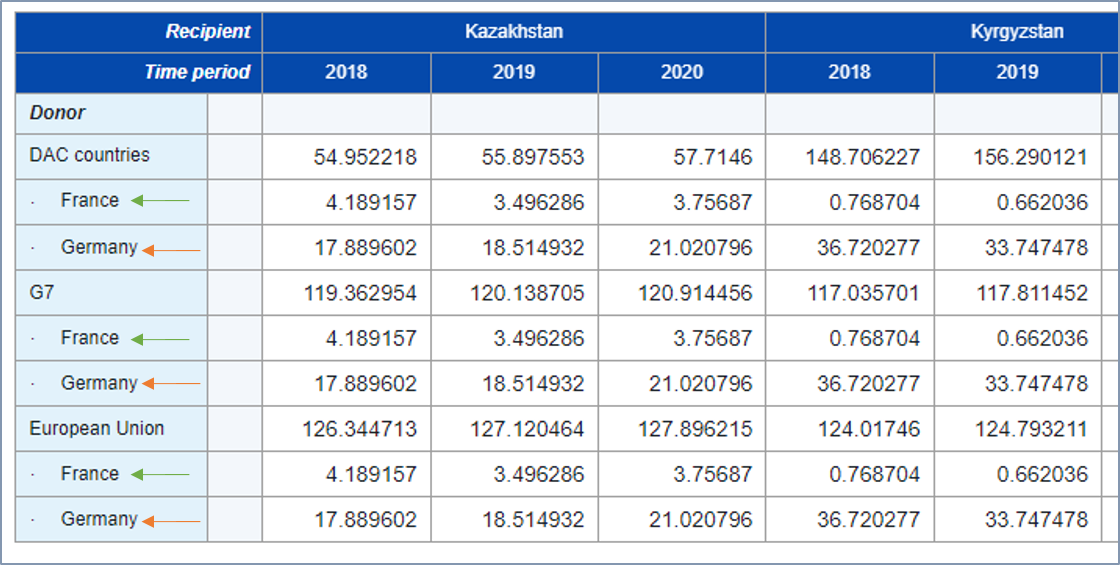 Recipient Kazakhstan Kyrgyzstan
Time period 2018 2019 2020 2018 2019
Donor
DAC countries 54.952218 55.897553 57.7146 148.706227 156.290121
· France 4.189157 3.496286 3.75687 0.768704 0.662036
· Germany 17.889602 18.514932 21.020796 36.720277 33.747478
G7 119.362954 120.138705 120.914456 117.035701 117.811452
· France 4.189157 3.496286 3.75687 0.768704 0.662036
· Germany 17.889602 18.514932 21.020796 36.720277 33.747478
European Union 126.344713 127.120464 127.896215 124.01746 124.793211
· France 4.189157 3.496286 3.75687 0.768704 0.662036
· Germany 17.889602 18.514932 21.020796 36.720277 33.747478